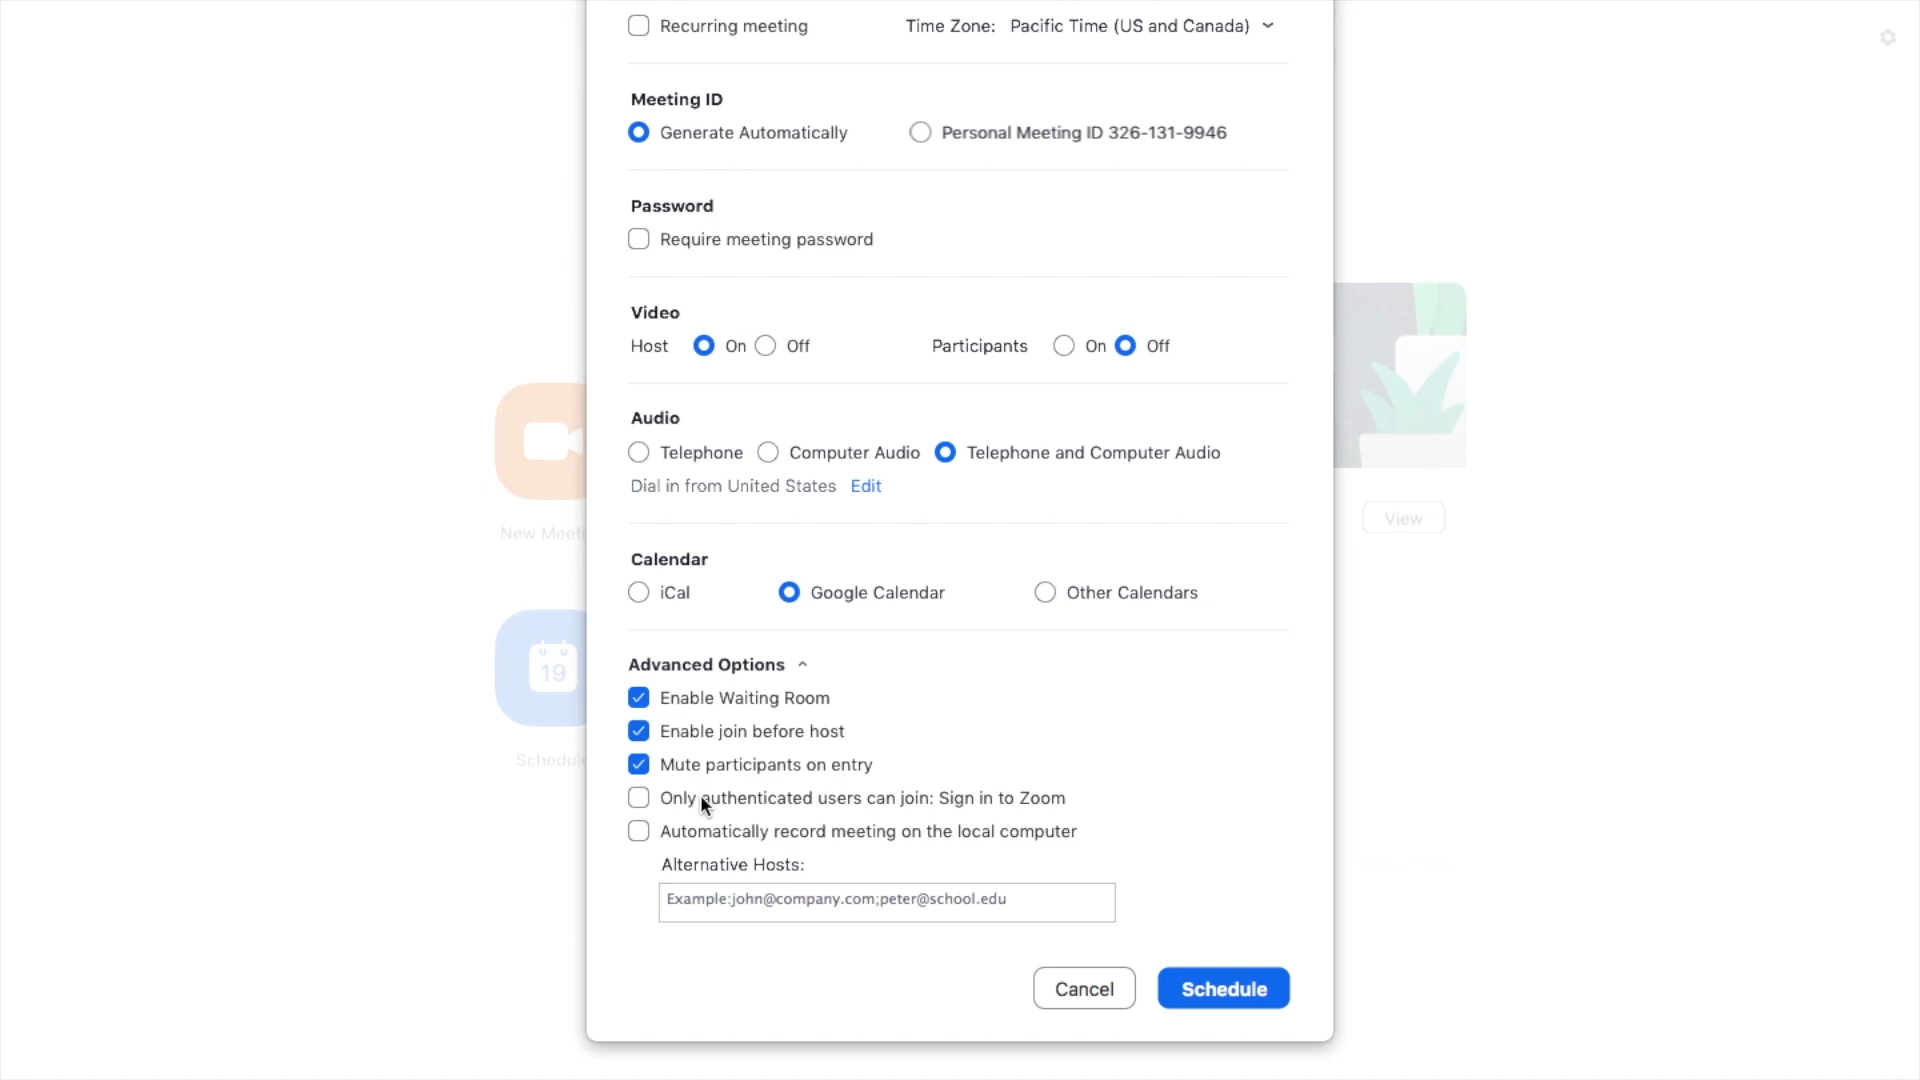 Recurring meeting Time Zone: Pacific Time (US and Canada)
Meeting ID
Generate Automatically Personal Meeting ID 326-131-9946
Password
Require meeting password
Video
Host On Off Participants On Off
Audio
Telephone Computer Audio Telephone and Computer Audio
Dial in from United States Edit
View
New Meeti
Calendar
iCal Google Calendar Other Calendars
Advanced Options
19
Enable Waiting Room
Enable join before host
Schedule
Mute participants on entry
Only authenticated users can join: Sign in to Zoom
Automatically record meeting on the local computer
Alternative Hosts:
Example:john@company.com;peter@school.edu
Cancel Schedule